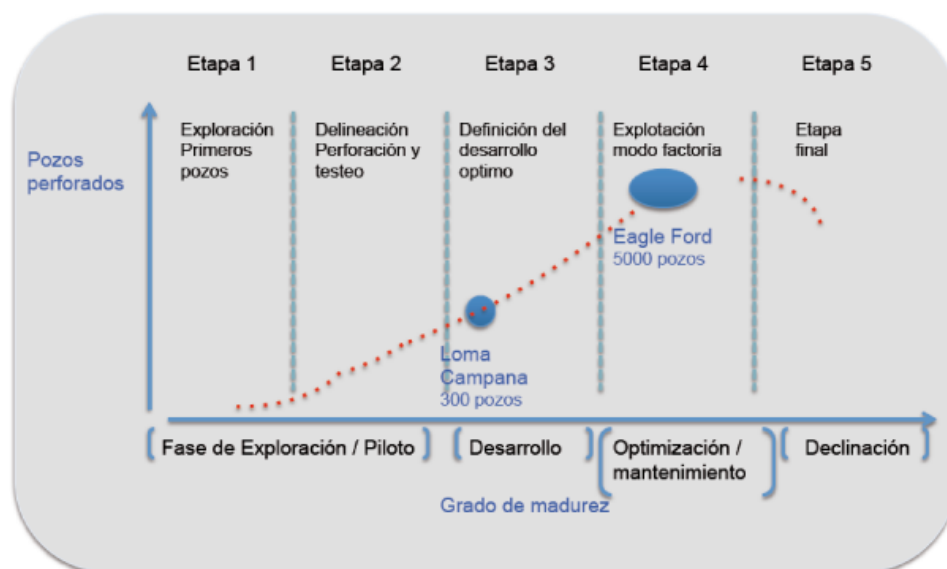 Etapa 1
Etapa 2
Etapa 3
Etapa 4
Etapa 5
Exploración
Primeros
pozos
Delineación
Perforación y
testeo
Definición del
desarrollo
optimo
Explotación
modo factoría
Etapa
final
Pozos
perforados
Eagle Ford
5000 pozos
Loma
Campana
300 pozos
Fase de Exploración / Piloto
Desarrollo
Optimización /
mantenimiento
Declinación
Grado de madurez